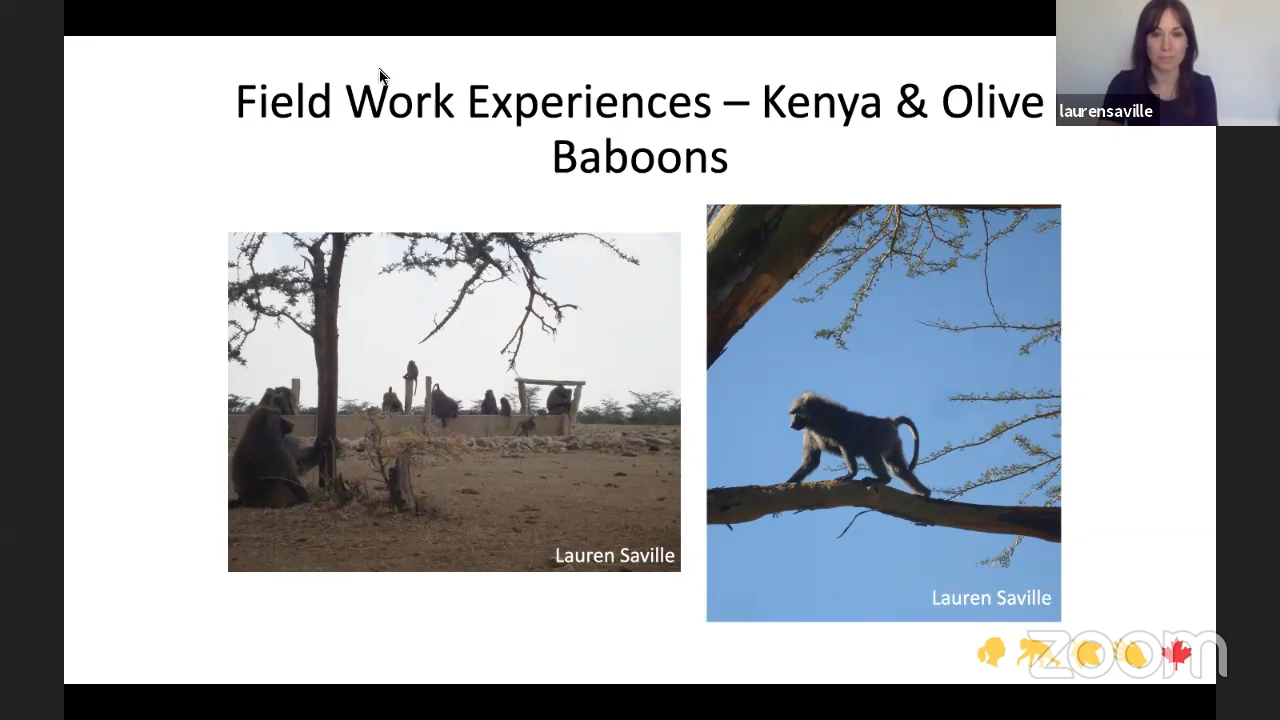 Field Work Experiences – Kenya & Olive
Baboons
laurensaville
Lauren Saville
Lauren Saville
zoom